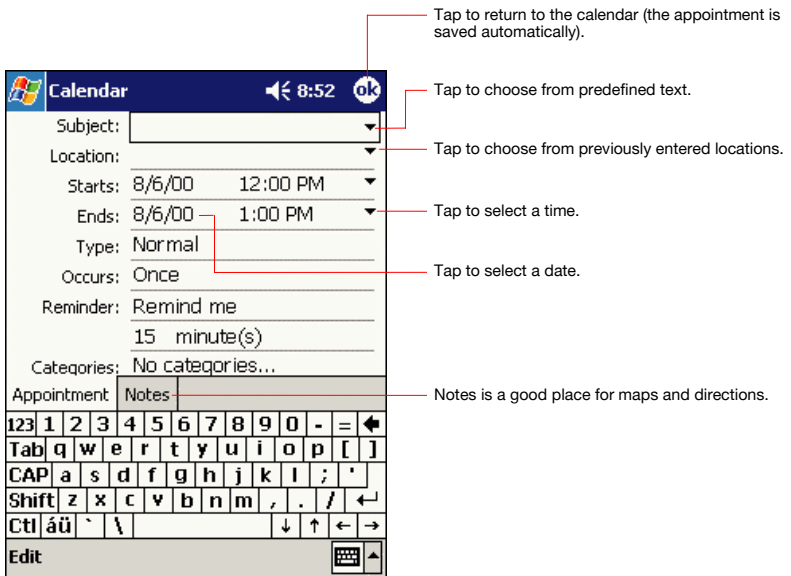 Tap to return to the calendar (the appointment is
saved automatically).
Calendar 8:52 ok
Tap to choose from predefined text.
Subject:
Location:
Tap to choose from previously entered locations.
Starts: 8/6/00 12:00 PM
Ends: 8/6/00 1:00 PM
Tap to select a time.
Type: Normal
Occurs: Once
Tap to select a date.
Reminder: Remind me
15 minute(s)
Categories: No categories...
Appointment Notes
Notes is a good place for maps and directions.
123 1 2 3 4 5 6 7 8 9 0 - =
Tab q w e r t y u i o p [ ]
CAP a s d f g h j k l ; '
Shift z x c v b n m , . /
Ctl áü ` \ ↓ ↑ ← →
Edit